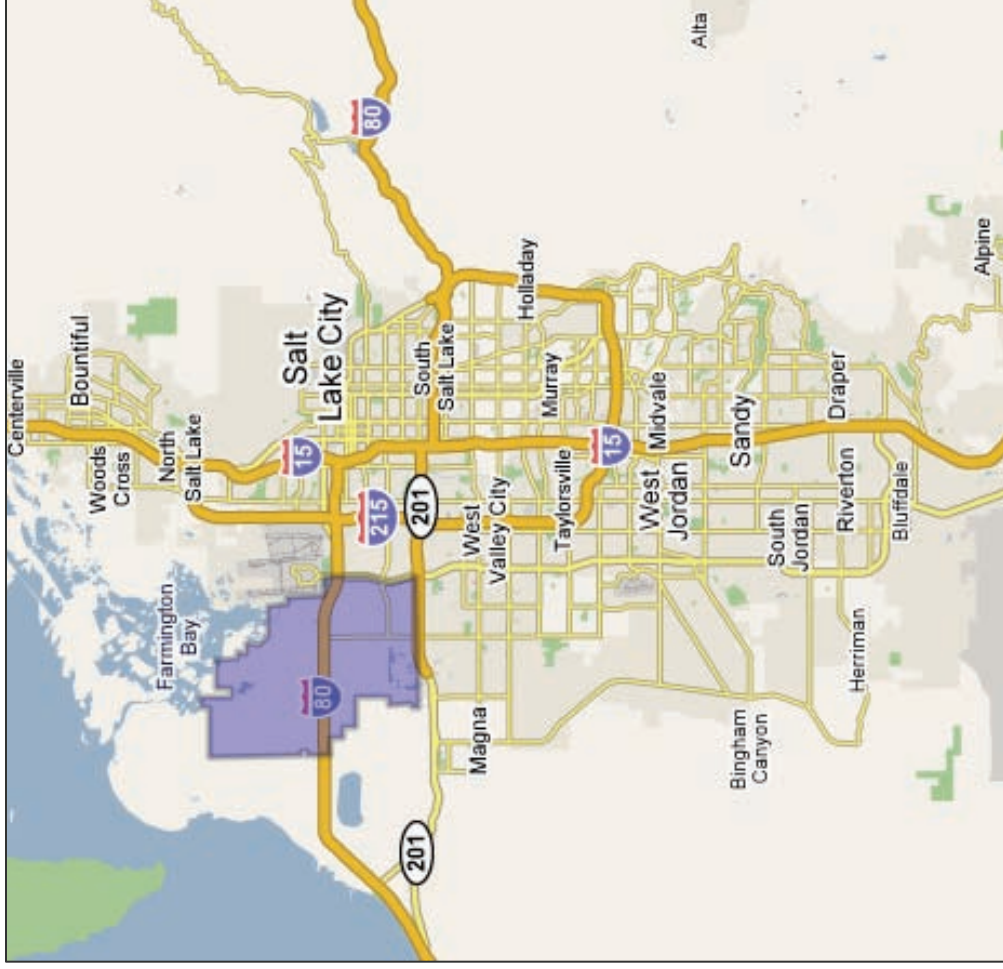 Centerville
Bountiful
Woods
Cross
North
Salt Lake
Farmington
Bay
Salt
Lake City
15
80
80
215
201
201
South
Salt Lake
West
Valley City
Magna
Holladay
Murray
Taylorsville
15
Midvale
West
Jordan
Sandy
Alta
Bingham
Canyon
South
Jordan
Draper
Riverton
Herriman
Bluffdale
Alpine